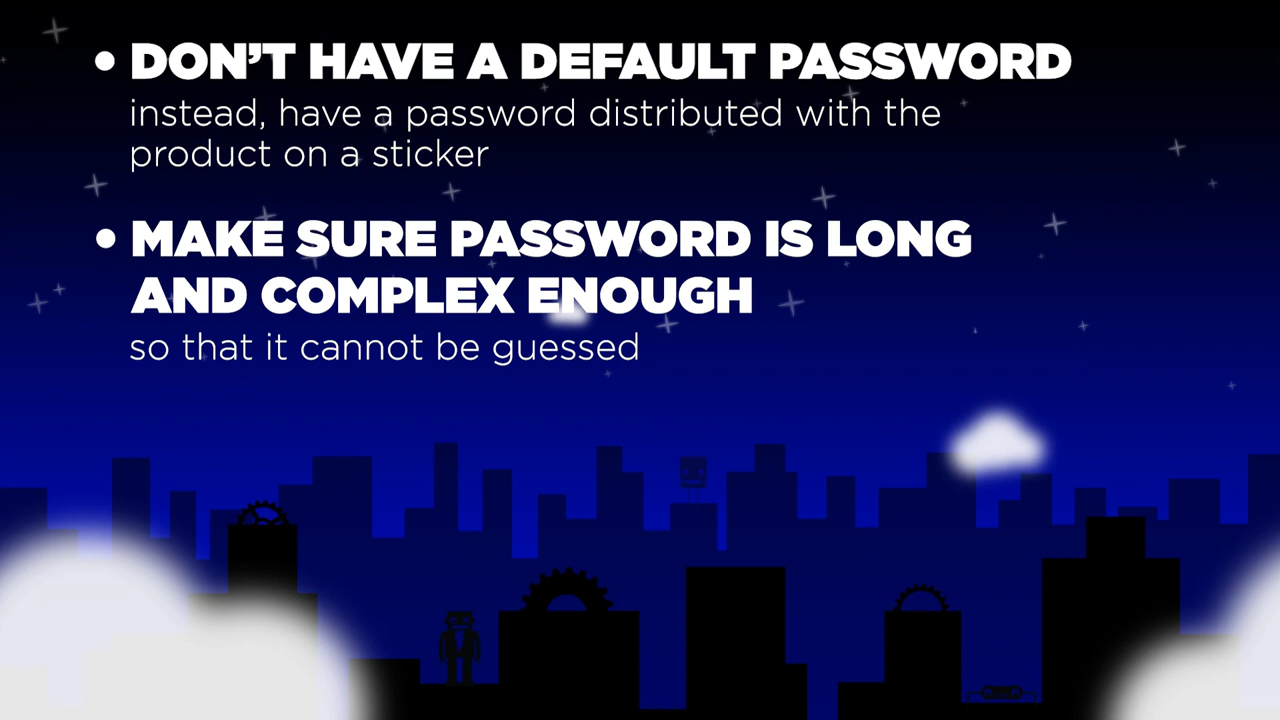 • DON'T HAVE A DEFAULT PASSWORD
instead, have a password distributed with the
product on a sticker
• MAKE SURE PASSWORD IS LONG
AND COMPLEX ENOUGH
so that it cannot be guessed